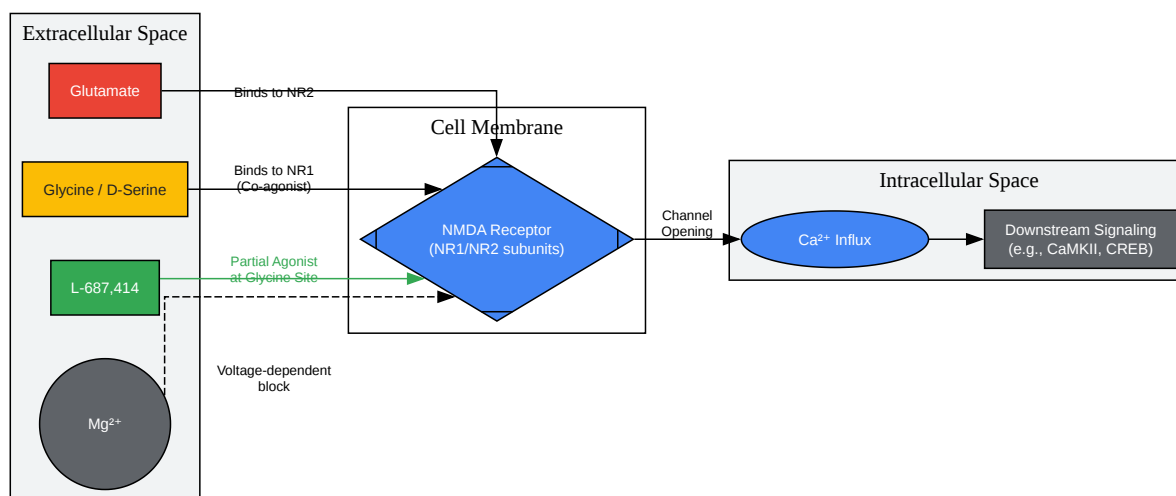 Extracellular Space
Glutamate
Binds to NR2
Cell Membrane
Glycine / D-Serine
Binds to NR1
(Co-agonist)
NMDA Receptor
(NR1/NR2 subunits)
L-687,414
Partial Agonist
at Glycine Site
Mg²⁺
Voltage-dependent
block
Channel
Opening
Intracellular Space
Ca²⁺ Influx
Downstream Signaling
(e.g., CaMKII, CREB)